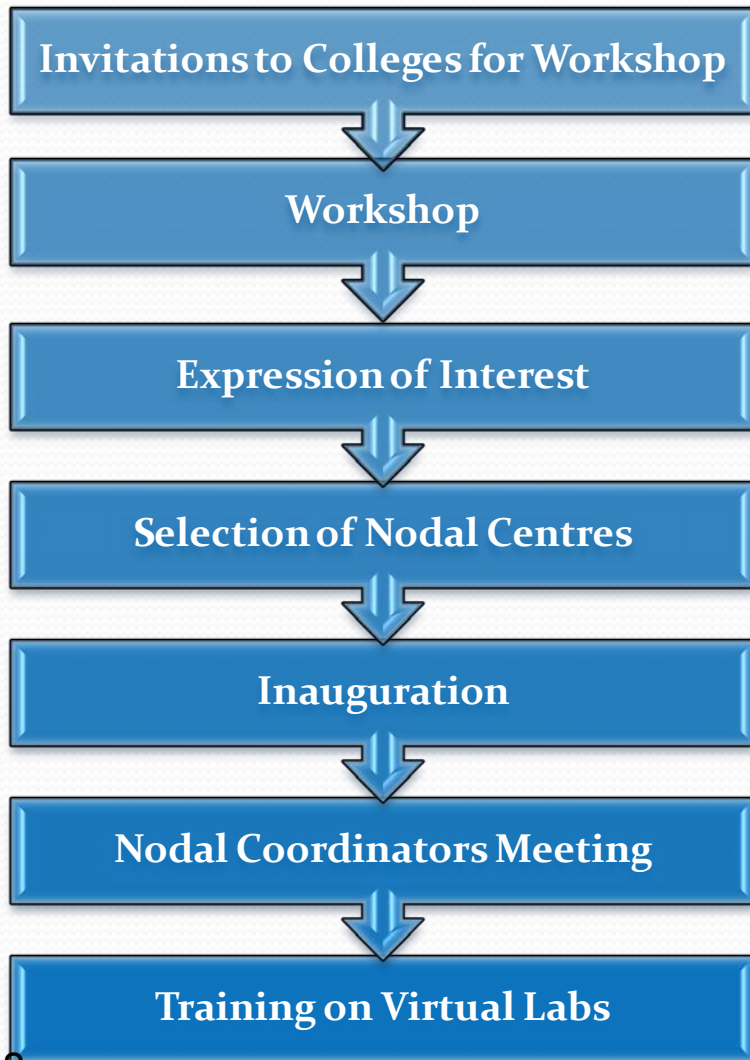 Invitations to Colleges for Workshop
Workshop
Expression of Interest
Selection of Nodal Centres
Inauguration
Nodal Coordinators Meeting
Training on Virtual Labs